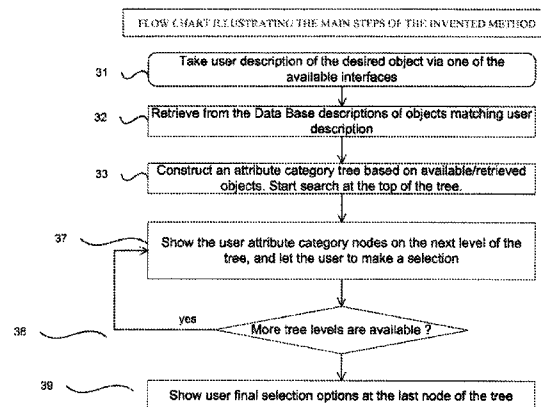 FLOW CHART ILLUSTRATING THE MAIN STEPS OF THE INVENTED METHOD
31
Take user description of the desired object via one of the
available interfaces
32
Retrieve from the Data Base descriptions of objects matching user
description
33
Construct an attribute category tree based on available/retrieved
objects. Start search at the top of the tree.
37
Show the user attribute category nodes on the next level of the
tree, and let the user to make a selection
yes
38
More tree levels are available ?
39
Show user final selection options at the last node of the tree